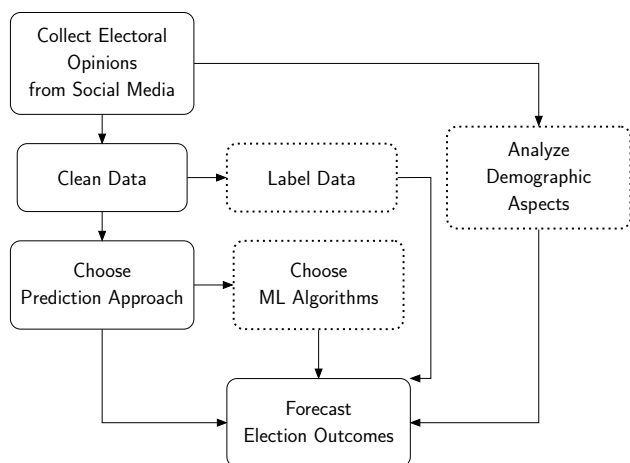 Collect Electoral
Opinions
from Social Media
Clean Data
Label Data
Analyze
Demographic
Aspects
Choose
Prediction Approach
Choose
ML Algorithms
Forecast
Election Outcomes